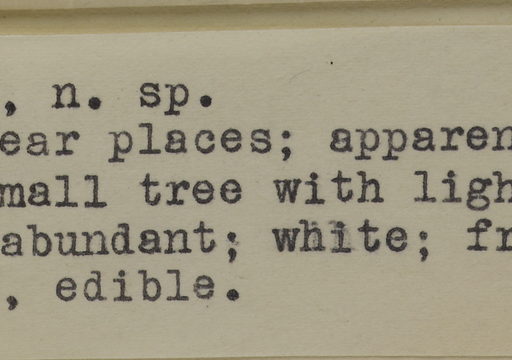 , n. sp.
ear places; apparen
mall tree with ligh
abundant; white; fr
, edible.